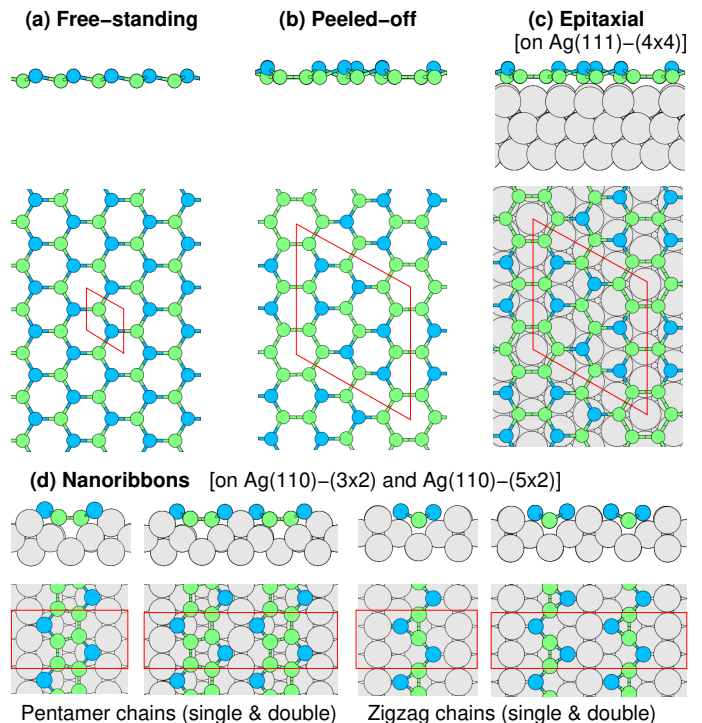 (a) Free−standing
(b) Peeled−off
(c) Epitaxial
[on Ag(111)−(4x4)]
(d) Nanoribbons [on Ag(110)−(3x2) and Ag(110)−(5x2)]
Pentamer chains (single & double)
Zigzag chains (single & double)